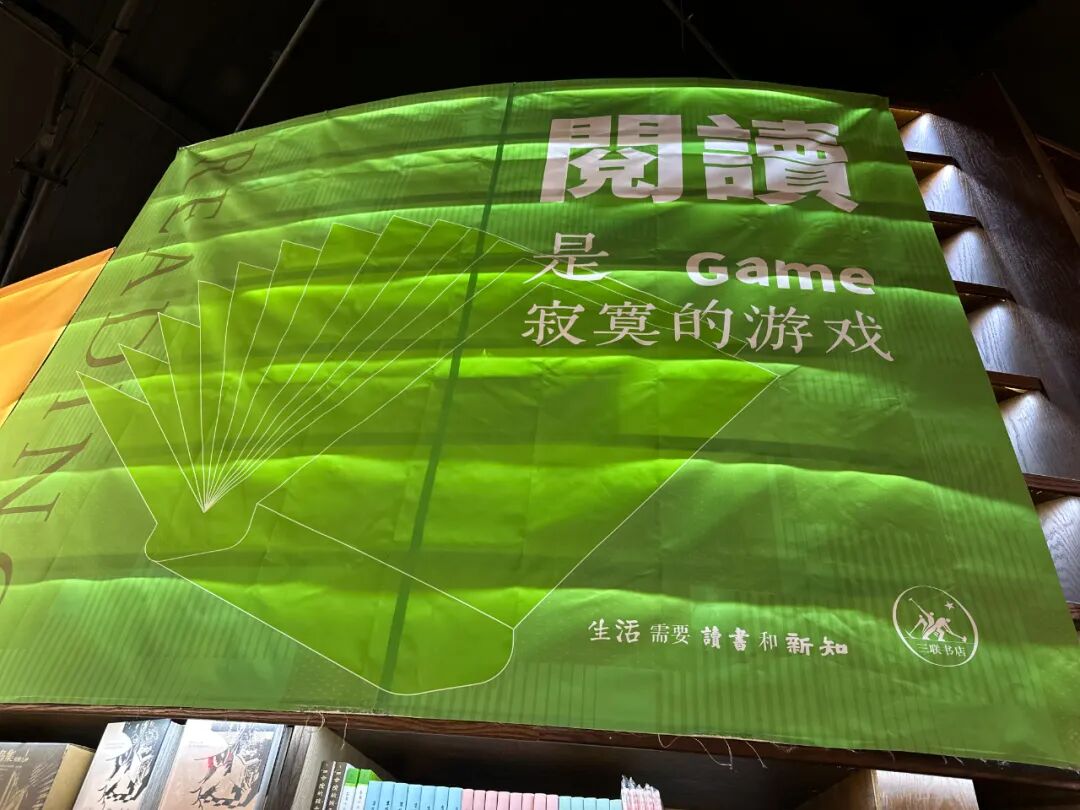 READING
閱讀
是 Game
寂寞的游戏
生活需要讀書和新知
三联书店